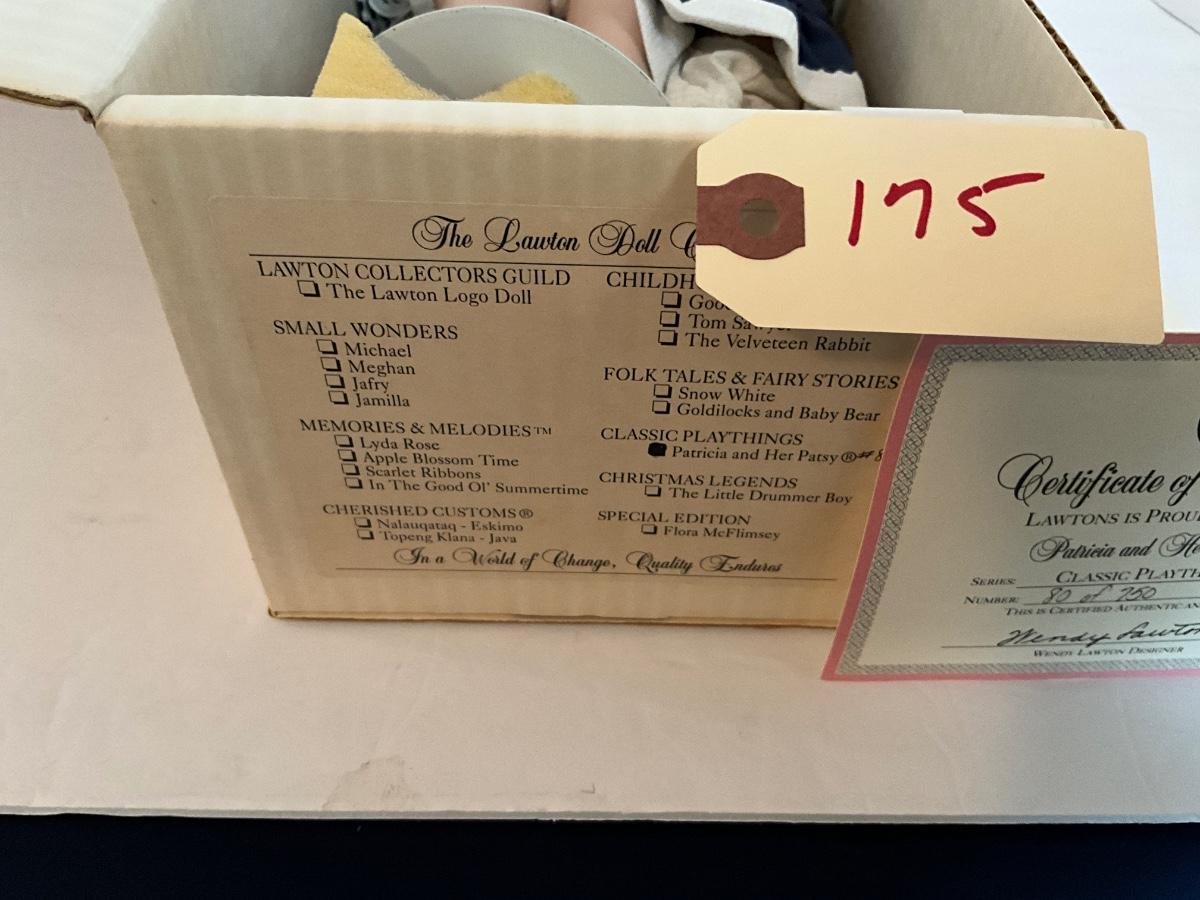 175
The Lawton Doll
LAWTON COLLECTORS GUILD
❏ The Lawton Logo Doll
SMALL WONDERS
❏ Michael
❏ Meghan
❏ Jafry
❏ Jamilla
MEMORIES & MELODIES™
❏ Lyda Rose
❏ Apple Blossom Time
❏ Scarlet Ribbons
❏ In The Good Ol' Summertime
CHERISHED CUSTOMS®
❏ Nalauqataq - Eskimo
❏ Topeng Klana - Java
CHILDH
❏ Goo
❏ Tom Sawyer
❏ The Velveteen Rabbit
FOLK TALES & FAIRY STORIES
❏ Snow White
❏ Goldilocks and Baby Bear
CLASSIC PLAYTHINGS
■ Patricia and Her Patsy® #8
CHRISTMAS LEGENDS
❏ The Little Drummer Boy
SPECIAL EDITION
❏ Flora McFlimsey
In a World of Change, Quality Endures
Certificate of
LAWTONS IS PROU
Patricia and He
SERIES: CLASSIC PLAYTH
NUMBER: 80 of 750
THIS IS CERTIFIED AUTHENTIC AN
Wendy Lawton
WENDY LAWTON DESIGNER